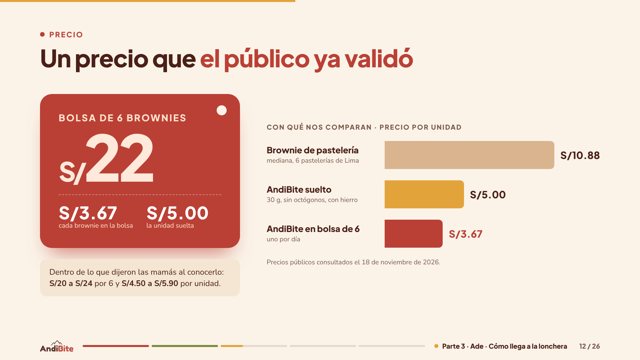 PRECIO
Un precio que el público ya validó
BOLSA DE 6 BROWNIES
S/22
S/3.67
cada brownie en la bolsa
S/5.00
la unidad suelta
Dentro de lo que dijeron las mamás al conocerlo:
S/20 a S/24 por 6 y S/4.50 a S/5.90 por unidad.
CON QUÉ NOS COMPARAN · PRECIO POR UNIDAD
Brownie de pastelería
mediana, 6 pastelerías de Lima
S/10.88
AndiBite suelto
30 g, sin octógonos, con hierro
S/5.00
AndiBite en bolsa de 6
uno por día
S/3.67
Precios públicos consultados el 18 de noviembre de 2026.
AndiBite
Parte 3 · Ade · Cómo llega a la lonchera
12 / 26